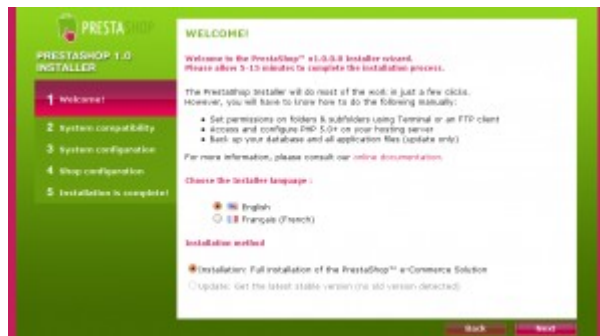 PRESTASHOP
PRESTASHOP 1.0
INSTALLER
1 Welcome!
2 System compatibility
3 System configuration
4 Shop configuration
5 Installation is complete!
WELCOME!
Welcome to the PrestaShop™ v1.0.0.8 Installer wizard.
Please allow 5-15 minutes to complete the installation process.
The PrestaShop Installer will do most of the work in just a few clicks.
However, you will have to know how to do the following manually:
• Set permissions on folders & subfolders using Terminal or an FTP client
• Access and configure PHP 5.0+ on your hosting server
• Back up your database and all application files (update only)
For more information, please consult our online documentation.
Choose the installer language :
English
Français (French)
Installation method
Installation: Full installation of the PrestaShop™ e-Commerce Solution
Update: Get the latest stable version (no old version detected)
Back
Next